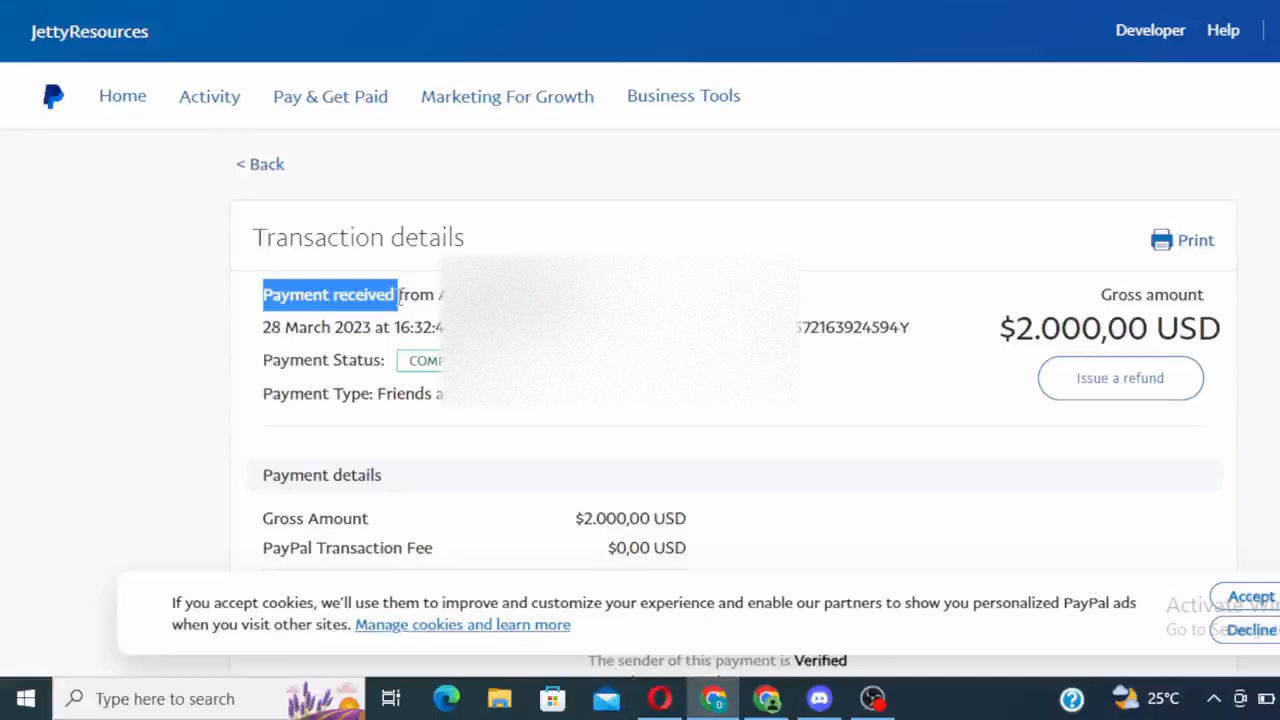 JettyResources
Developer Help
Home Activity Pay & Get Paid Marketing For Growth Business Tools
< Back
Transaction details
Print
Payment received from
Gross amount
28 March 2023 at 16:32:4
572163924594Y
$2.000,00 USD
Payment Status: COMP
Issue a refund
Payment Type: Friends a
Payment details
Gross Amount $2.000,00 USD
PayPal Transaction Fee $0,00 USD
If you accept cookies, we'll use them to improve and customize your experience and enable our partners to show you personalized PayPal ads
when you visit other sites. Manage cookies and learn more
Accept
Decline
Activate Win
Go to Se
The sender of this payment is Verified
Type here to search
25°C